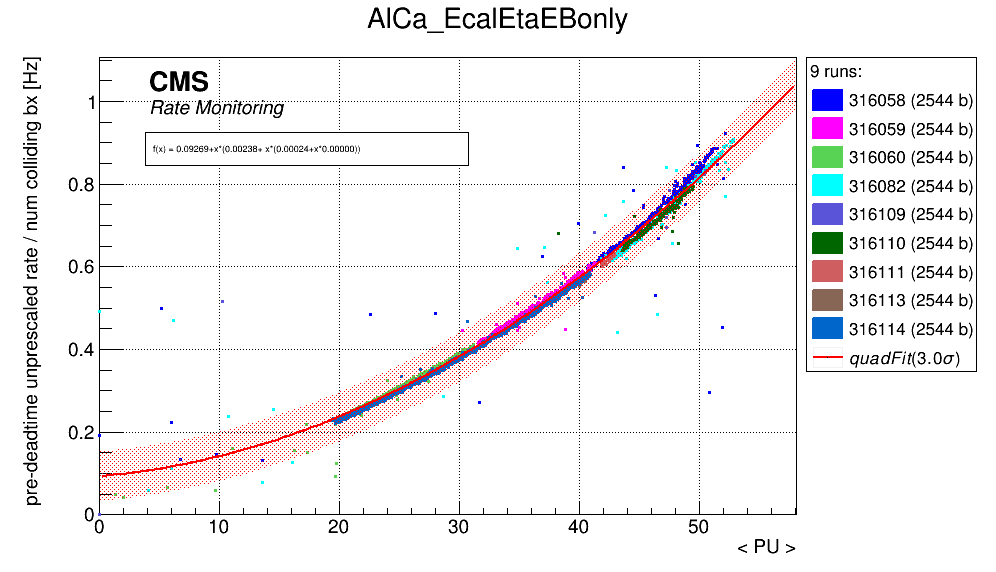 AlCa_EcalEtaEBonly
pre-deadtime unprescaled rate / num colliding bx [Hz]
CMS
Rate Monitoring
f(x) = 0.09269+x*(0.00238+ x*(0.00024+x*0.00000))
1
0.8
0.6
0.4
0.2
0
0 10 20 30 40 50
< PU >
9 runs:
316058 (2544 b)
316059 (2544 b)
316060 (2544 b)
316082 (2544 b)
316109 (2544 b)
316110 (2544 b)
316111 (2544 b)
316113 (2544 b)
316114 (2544 b)
quadFit(3.0σ)